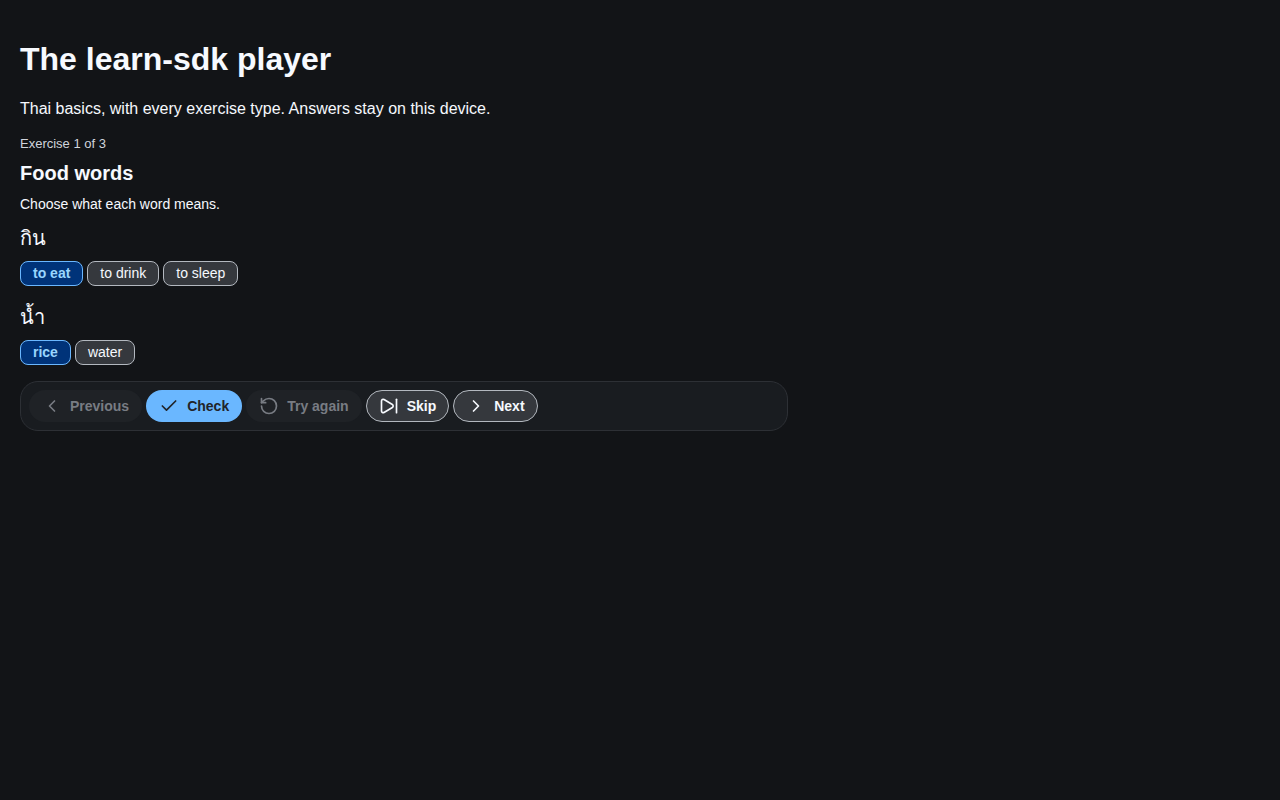 The learn-sdk player
Thai basics, with every exercise type. Answers stay on this device.
Exercise 1 of 3
Food words
Choose what each word means.
กิน
to eat to drink to sleep
น้ำ
rice water
Previous Check Try again Skip Next